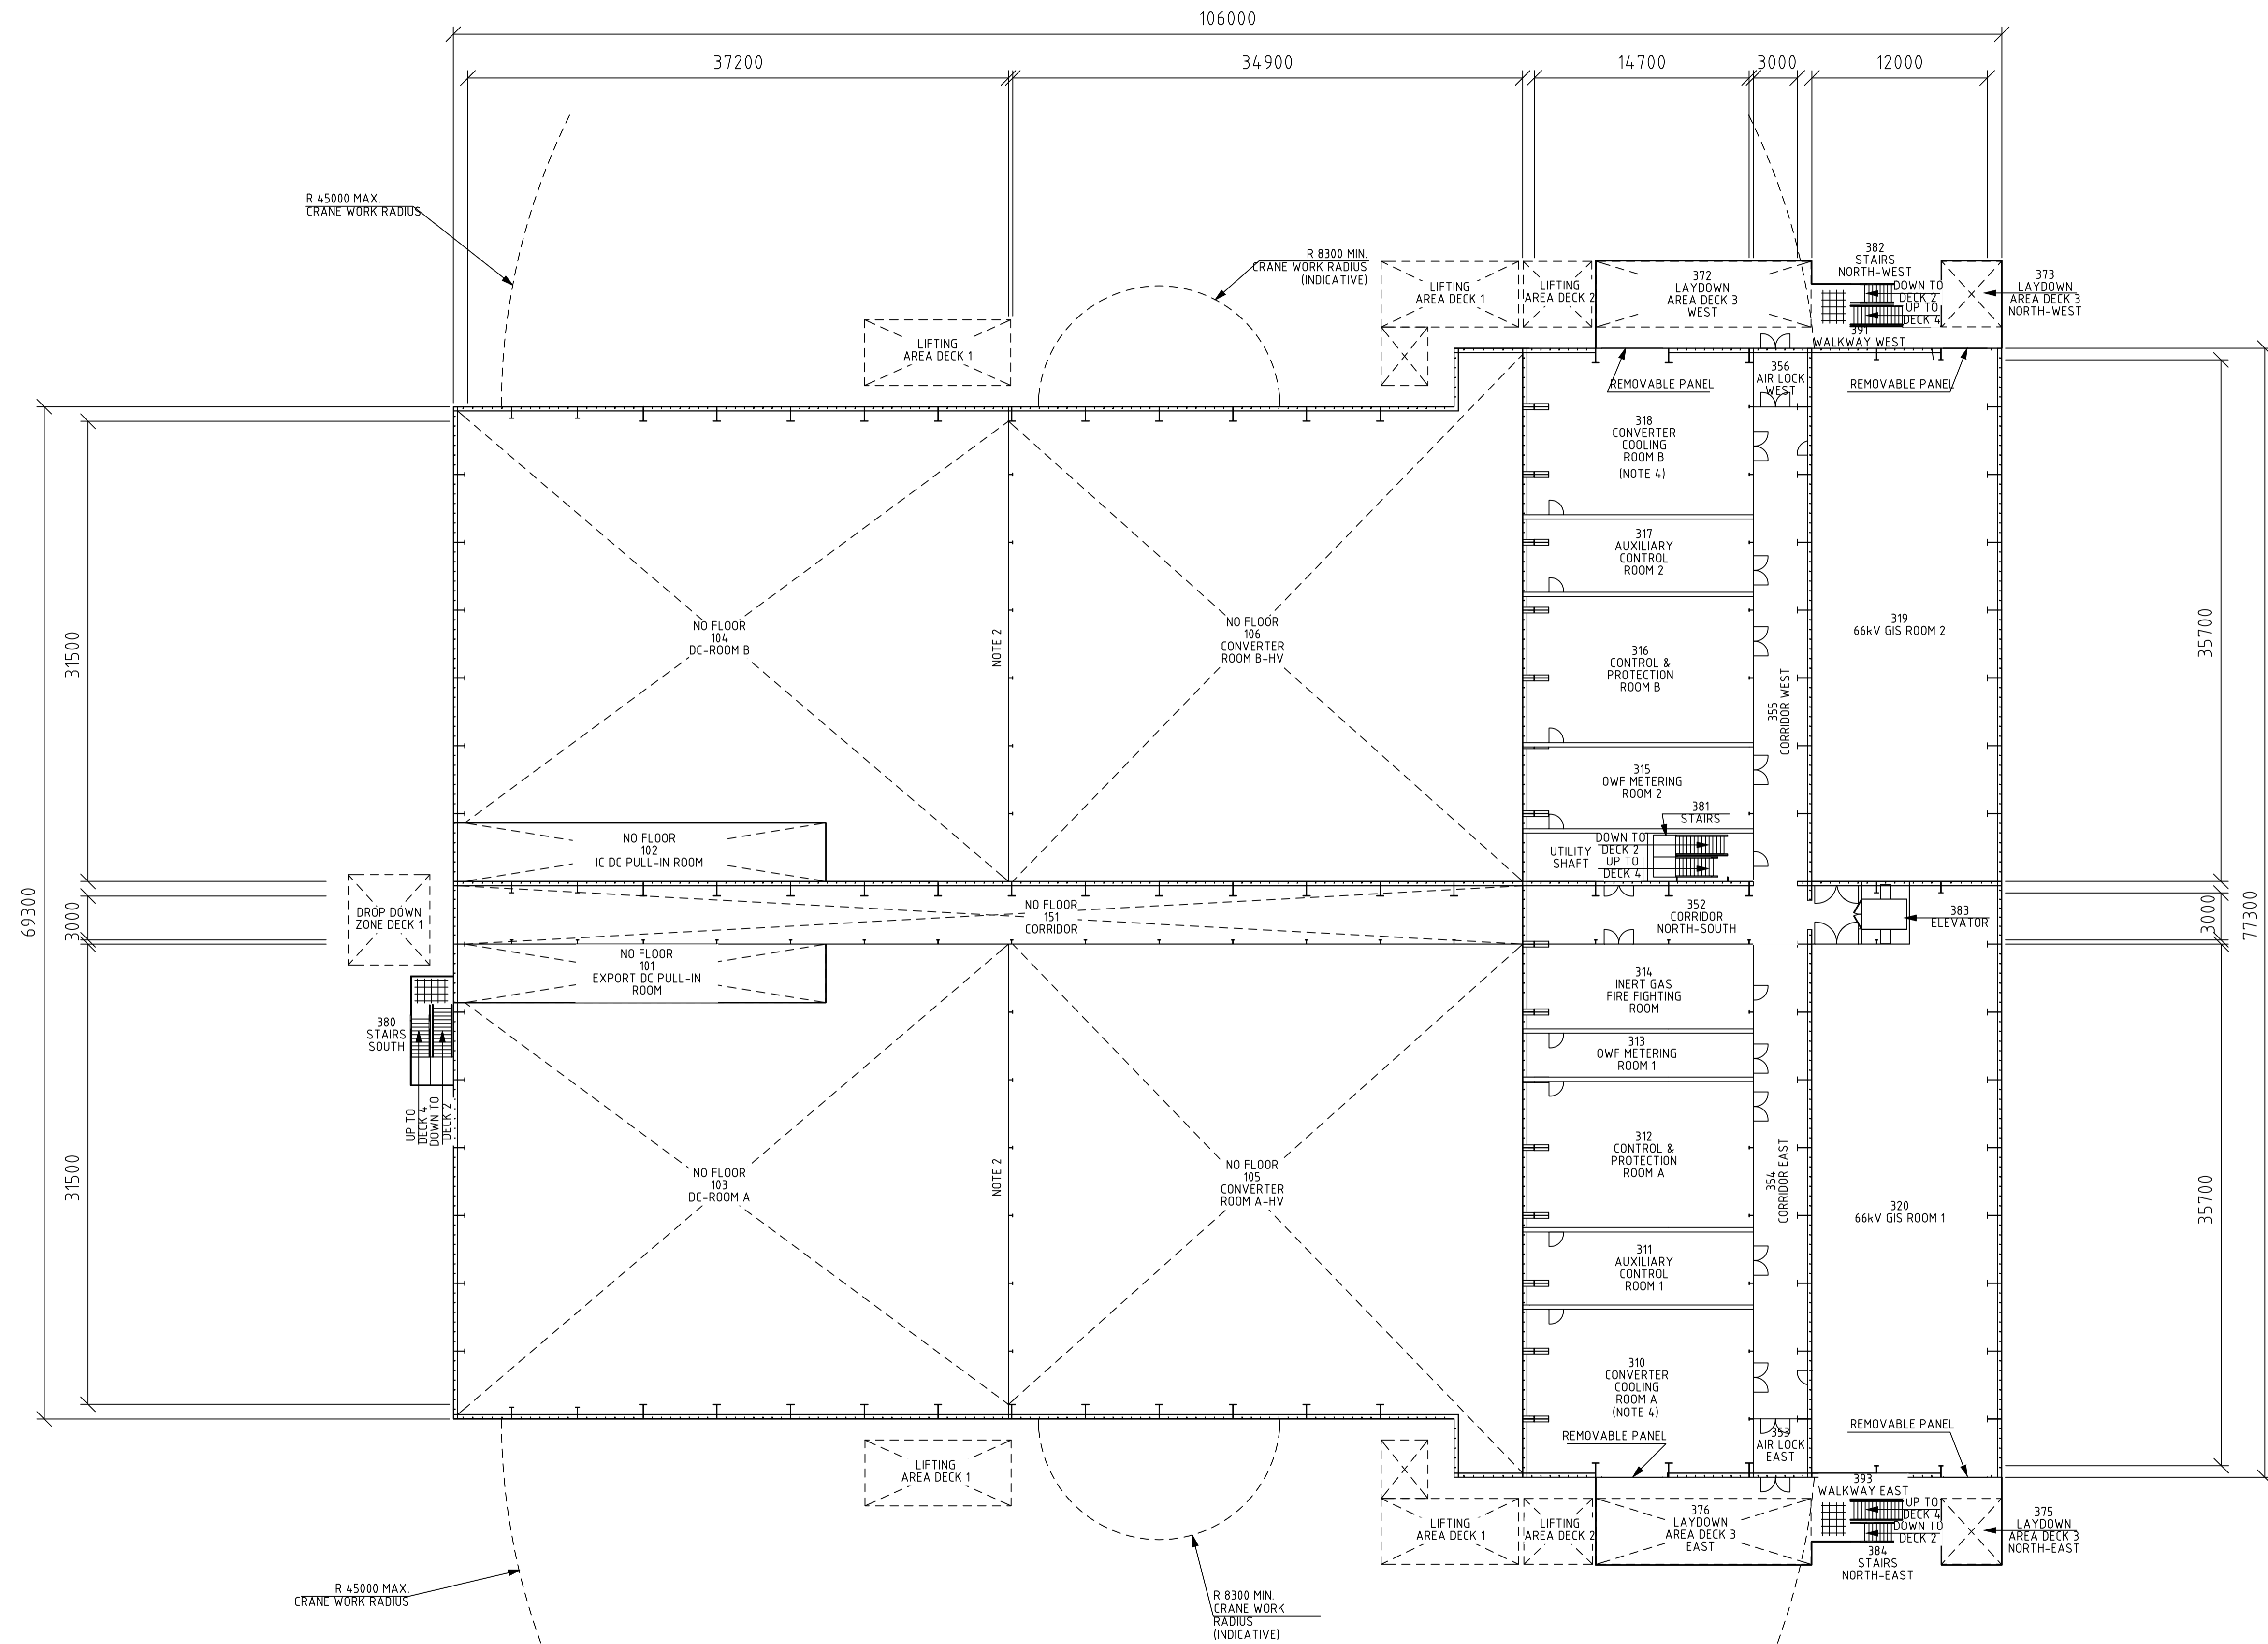 106000
37200
34900
14700
3000
12000
R 45000 MAX.
CRANE WORK RADIUS
R 8300 MIN.
CRANE WORK RADIUS
(INDICATIVE)
LIFTING
AREA DECK 1
LIFTING
AREA DECK 1
LIFTING
AREA DECK 2
372
LAYDOWN
AREA DECK 3
WEST
382
STAIRS
NORTH-WEST
DOWN TO
DECK 2
UP TO
DECK 4
391
WALKWAY WEST
373
LAYDOWN
AREA DECK 3
NORTH-WEST
REMOVABLE PANEL
356
AIR LOCK
WEST
REMOVABLE PANEL
318
CONVERTER
COOLING
ROOM B
(NOTE 4)
317
AUXILIARY
CONTROL
ROOM 2
NO FLOOR
104
DC-ROOM B
NOTE 2
NO FLOOR
106
CONVERTER
ROOM B-HV
316
CONTROL &
PROTECTION
ROOM B
355
CORRIDOR WEST
319
66kV GIS ROOM 2
31500
35700
315
OWF METERING
ROOM 2
381
STAIRS
DOWN TO
DECK 2
UP TO
DECK 4
UTILITY
SHAFT
NO FLOOR
102
IC DC PULL-IN ROOM
69300
3000
DROP DOWN
ZONE DECK 1
NO FLOOR
151
CORRIDOR
352
CORRIDOR
NORTH-SOUTH
383
ELEVATOR
3000
77300
NO FLOOR
101
EXPORT DC PULL-IN
ROOM
314
INERT GAS
FIRE FIGHTING
ROOM
380
STAIRS
SOUTH
UP TO
DECK 4
DOWN TO
DECK 2
313
OWF METERING
ROOM 1
31500
NO FLOOR
103
DC-ROOM A
NOTE 2
NO FLOOR
105
CONVERTER
ROOM A-HV
312
CONTROL &
PROTECTION
ROOM A
354
CORRIDOR EAST
320
66kV GIS ROOM 1
35700
311
AUXILIARY
CONTROL
ROOM 1
310
CONVERTER
COOLING
ROOM A
(NOTE 4)
REMOVABLE PANEL
353
AIR LOCK
EAST
REMOVABLE PANEL
LIFTING
AREA DECK 1
LIFTING
AREA DECK 1
LIFTING
AREA DECK 2
376
LAYDOWN
AREA DECK 3
EAST
393
WALKWAY EAST
UP TO
DECK 4
DOWN TO
DECK 2
384
STAIRS
NORTH-EAST
375
LAYDOWN
AREA DECK 3
NORTH-EAST
R 45000 MAX.
CRANE WORK RADIUS
R 8300 MIN.
CRANE WORK
RADIUS
(INDICATIVE)